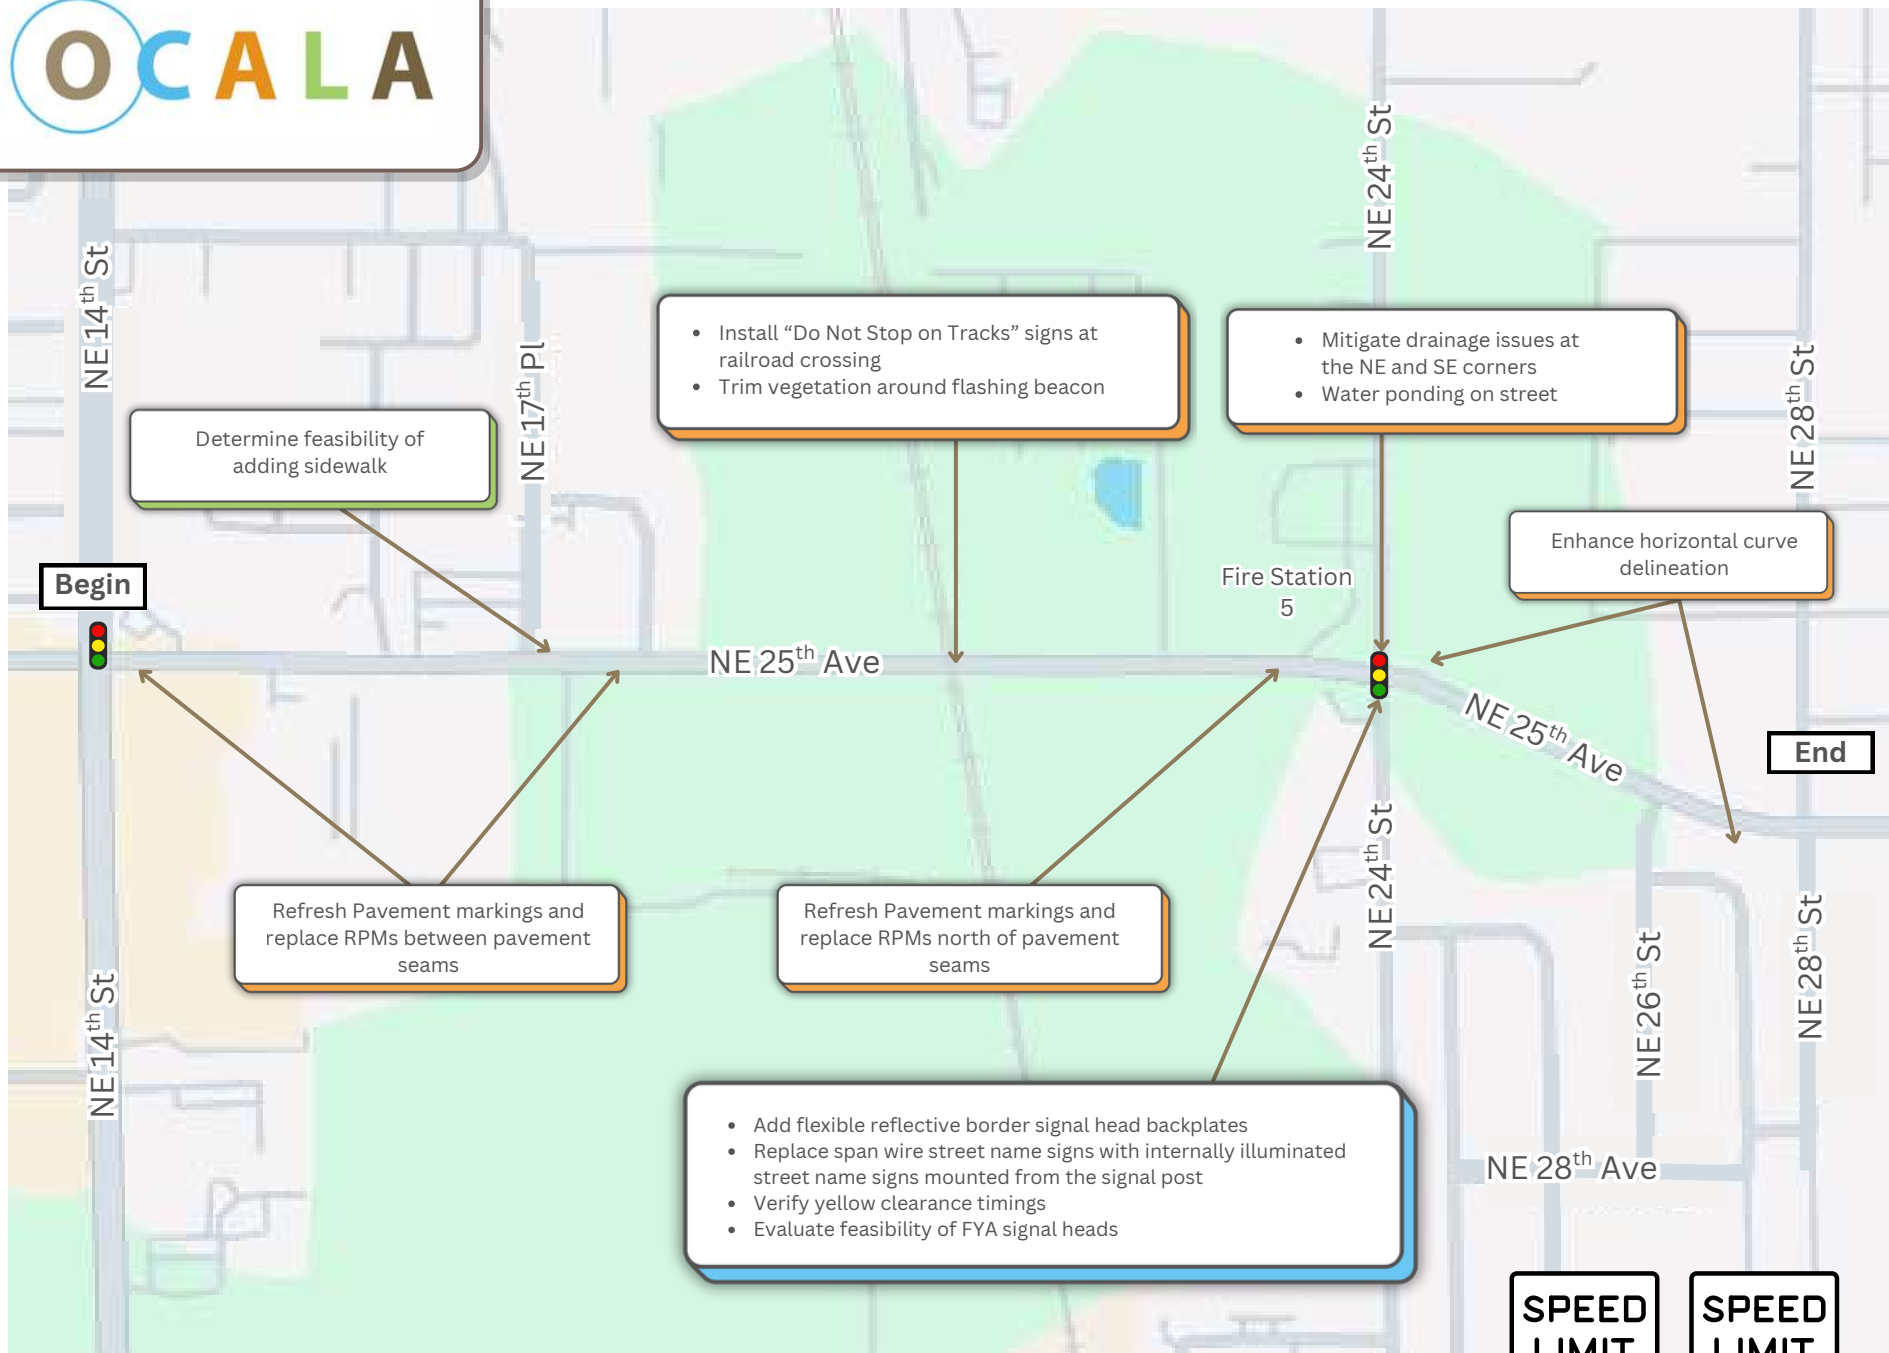 OCALA
NE 14th St
NE 24th St
NE 17th Pl
NE 28th St
• Install “Do Not Stop on Tracks” signs at
railroad crossing
• Trim vegetation around flashing beacon
• Mitigate drainage issues at
the NE and SE corners
• Water ponding on street
Determine feasibility of
adding sidewalk
Enhance horizontal curve
delineation
Begin
Fire Station
5
NE 25th Ave
NE 25th Ave
End
NE 24th St
Refresh Pavement markings and
replace RPMs between pavement
seams
Refresh Pavement markings and
replace RPMs north of pavement
seams
NE 14th St
NE 26th St
NE 28th St
• Add flexible reflective border signal head backplates
• Replace span wire street name signs with internally illuminated
street name signs mounted from the signal post
• Verify yellow clearance timings
• Evaluate feasibility of FYA signal heads
NE 28th Ave
SPEED
LIMIT
SPEED
LIMIT